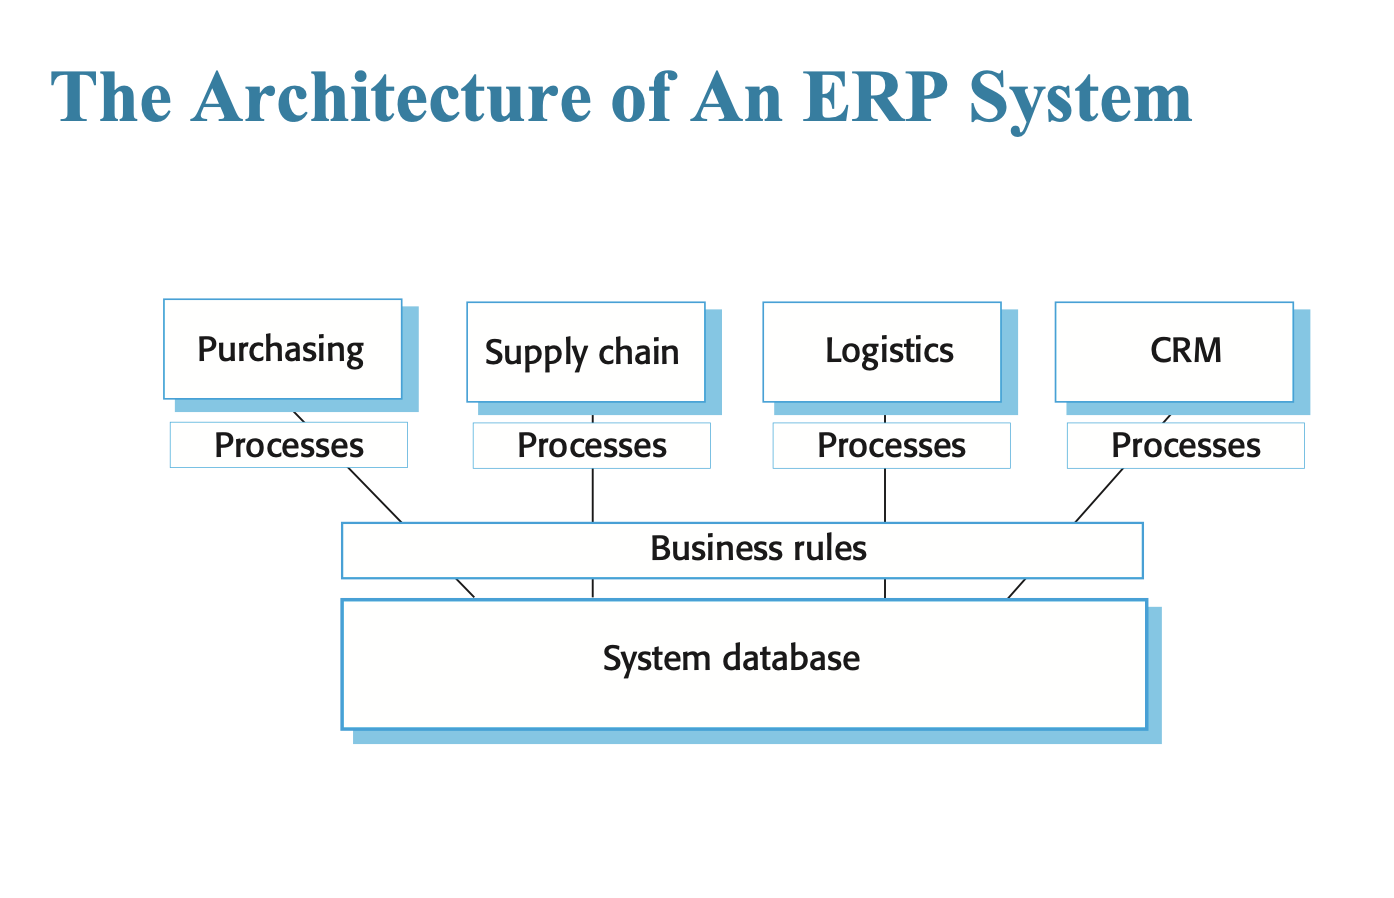 The Architecture of An ERP System
Purchasing
Supply chain
Logistics
CRM
Processes
Processes
Processes
Processes
Business rules
System database